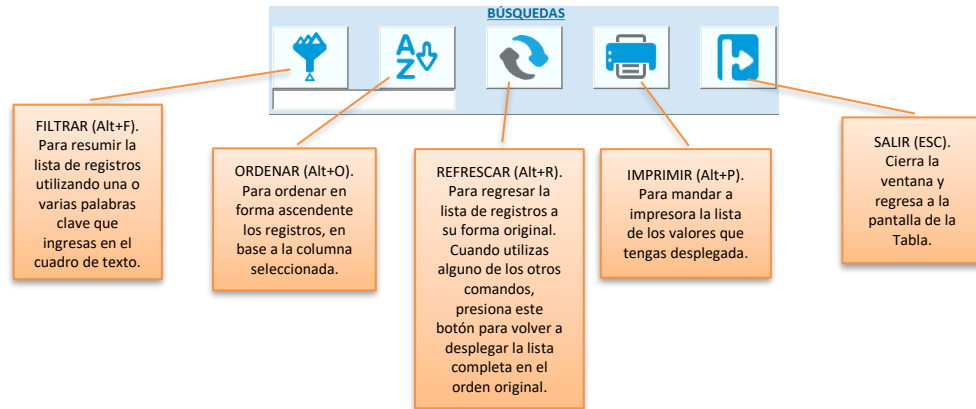 BÚSQUEDAS
A
Z
FILTRAR (Alt+F).
Para resumir la
lista de registros
utilizando una o
varias palabras
clave que
ingresas en el
cuadro de texto.
ORDENAR (Alt+O).
Para ordenar en
forma ascendente
los registros, en
base a la columna
seleccionada.
REFRESCAR (Alt+R).
Para regresar la
lista de registros a
su forma original.
Cuando utilizas
alguno de los otros
comandos,
presiona este
botón para volver a
desplegar la lista
completa en el
orden original.
IMPRIMIR (Alt+P).
Para mandar a
impresora la lista
de los valores que
tengas desplegada.
SALIR (ESC).
Cierra la
ventana y
regresa a la
pantalla de la
Tabla.